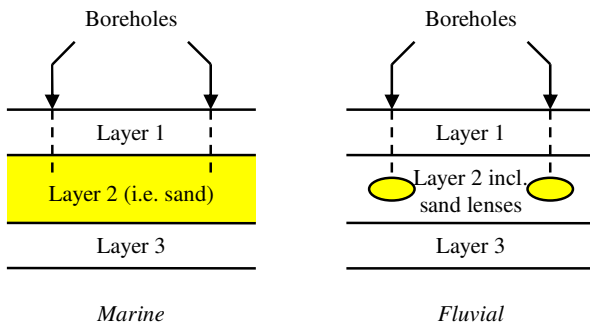 Boreholes
Layer 1
Layer 2 (i.e. sand)
Layer 3
Marine
Boreholes
Layer 1
Layer 2 incl.
sand lenses
Layer 3
Fluvial